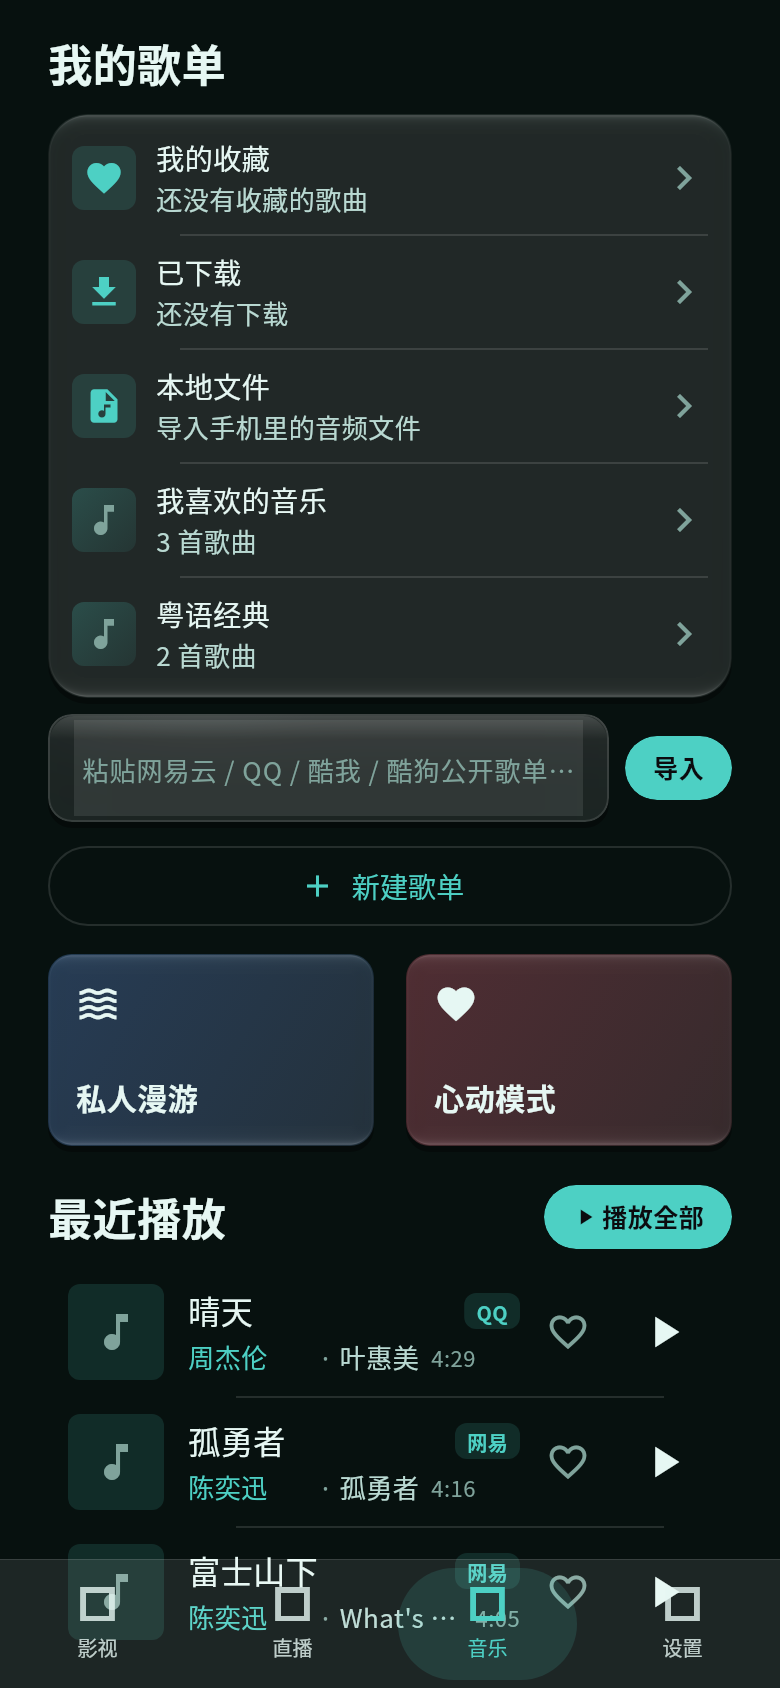 我的歌单
我的收藏
还没有收藏的歌曲
已下载
还没有下载
本地文件
导入手机里的音频文件
我喜欢的音乐
3 首歌曲
粤语经典
2 首歌曲
粘贴网易云 / QQ / 酷我 / 酷狗公开歌单…
导入
新建歌单
私人漫游
心动模式
最近播放
播放全部
晴天
QQ
周杰伦 · 叶惠美 4:29
孤勇者
网易
陈奕迅 · 孤勇者 4:16
富士山下
网易
陈奕迅 · What's … 4:05
影视
直播
音乐
设置